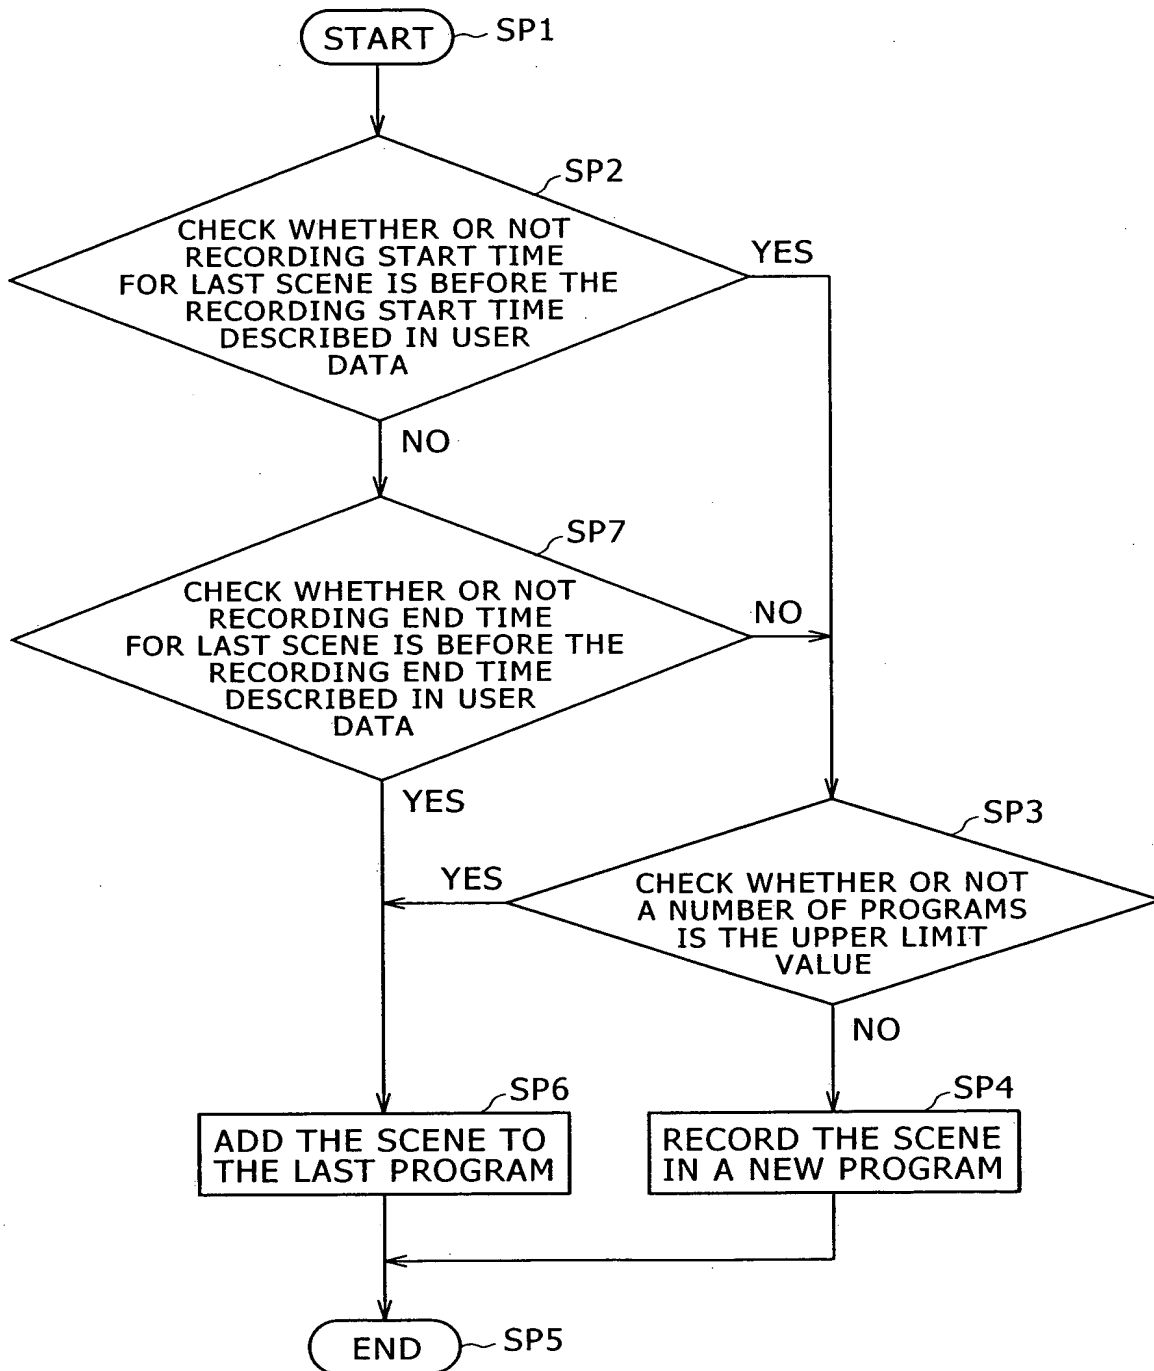 START
SP1
SP2
CHECK WHETHER OR NOT
RECORDING START TIME
FOR LAST SCENE IS BEFORE THE
RECORDING START TIME
DESCRIBED IN USER
DATA
YES
NO
SP7
CHECK WHETHER OR NOT
RECORDING END TIME
FOR LAST SCENE IS BEFORE THE
RECORDING END TIME
DESCRIBED IN USER
DATA
NO
YES
SP3
YES
CHECK WHETHER OR NOT
A NUMBER OF PROGRAMS
IS THE UPPER LIMIT
VALUE
NO
SP6
ADD THE SCENE TO
THE LAST PROGRAM
SP4
RECORD THE SCENE
IN A NEW PROGRAM
END
SP5